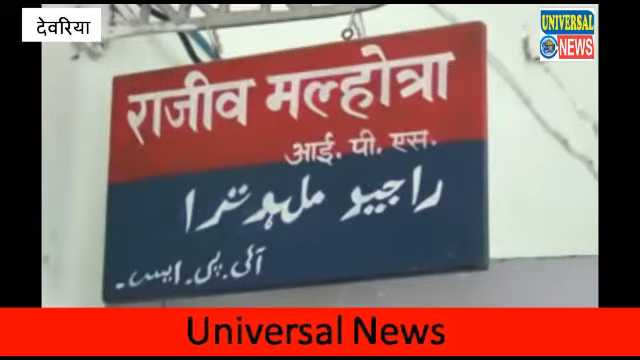 देवरिया
UNIVERSAL
NEWS
राजीव मल्होत्रा
आई. पी. एस.
راجیو ملہوترا
آئی. پی. ایس.
Universal News